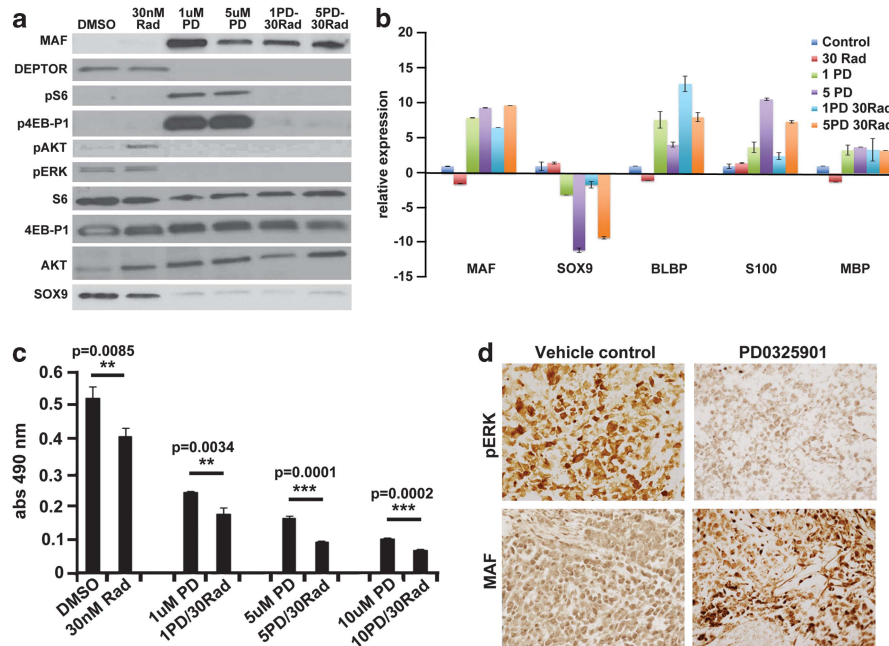 a
DMSO 30nM Rad 1uM PD 5uM PD 1PD-30Rad 5PD-30Rad
MAF
DEPTOR
pS6
p4EB-P1
pAKT
pERK
S6
4EB-P1
AKT
SOX9
b
relative expression
20
15
10
5
0
-5
-10
-15
MAF SOX9 BLBP S100 MBP
Control
30 Rad
1 PD
5 PD
1PD 30Rad
5PD 30Rad
c
abs 490 nm
0.6
0.5
0.4
0.3
0.2
0.1
0
p=0.0085
**
p=0.0034
**
p=0.0001
***
p=0.0002
***
DMSO
30nM Rad
1uM PD
1PD/30Rad
5uM PD
5PD/30Rad
10uM PD
10PD/30Rad
d
Vehicle control PD0325901
pERK
MAF